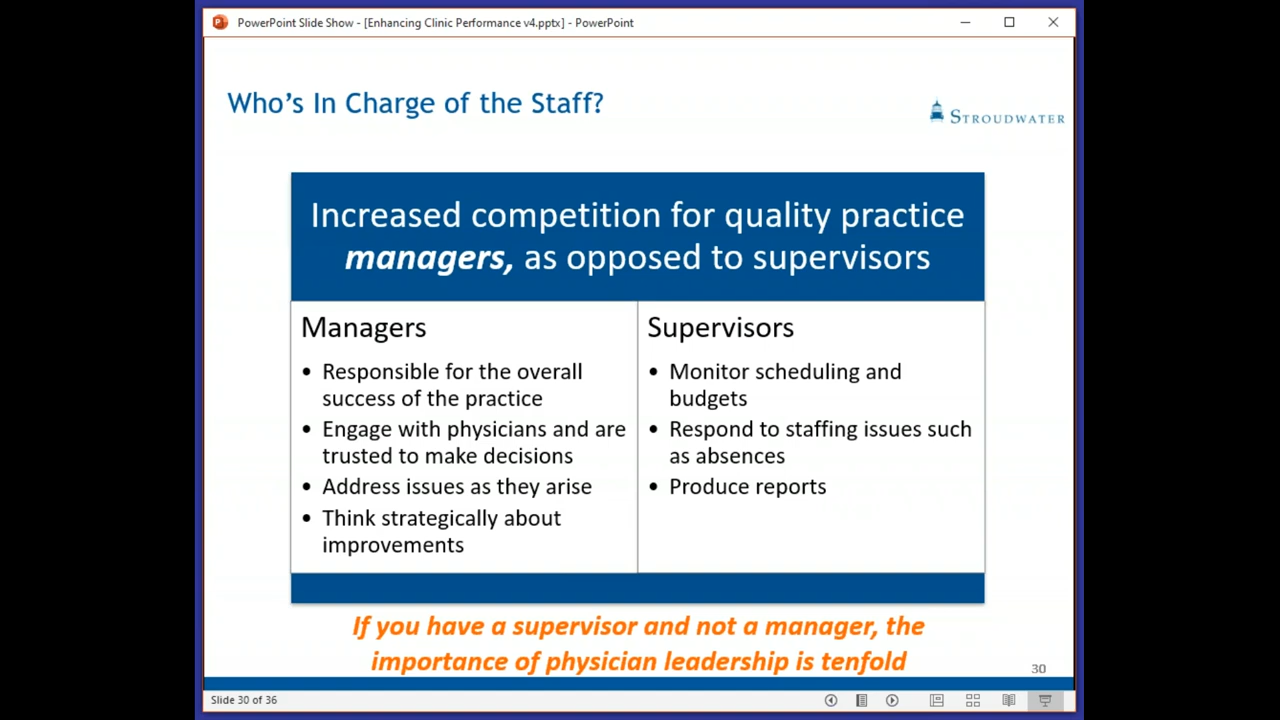 PowerPoint Slide Show - [Enhancing Clinic Performance v4.pptx] - PowerPoint
Who's In Charge of the Staff?
STROUDWATER
Increased competition for quality practice
managers, as opposed to supervisors
Managers
• Responsible for the overall
success of the practice
• Engage with physicians and are
trusted to make decisions
• Address issues as they arise
• Think strategically about
improvements
Supervisors
• Monitor scheduling and
budgets
• Respond to staffing issues such
as absences
• Produce reports
If you have a supervisor and not a manager, the
importance of physician leadership is tenfold
30
Slide 30 of 36